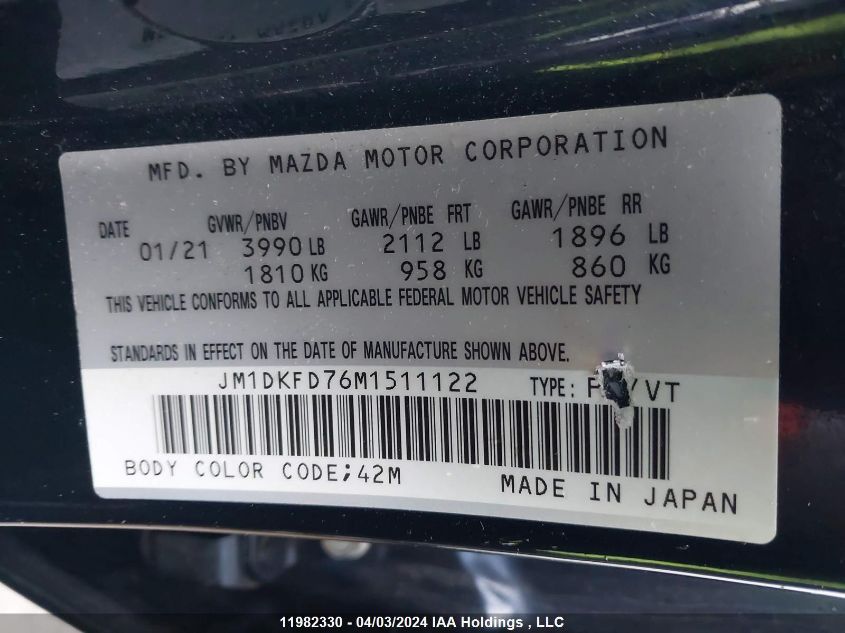 MFD. BY MAZDA MOTOR CORPORATION
DATE GVWR/PNBV GAWR/PNBE FRT GAWR/PNBE RR
01/21 3990 LB 2112 LB 1896 LB
1810 KG 958 KG 860 KG
THIS VEHICLE CONFORMS TO ALL APPLICABLE FEDERAL MOTOR VEHICLE SAFETY
STANDARDS IN EFFECT ON THE DATE OF MANUFACTURE SHOWN ABOVE.
JM1DKFD76M1511122 TYPE: /VT
BODY COLOR CODE;42M
MADE IN JAPAN
11982330 - 04/03/2024 IAA Holdings , LLC